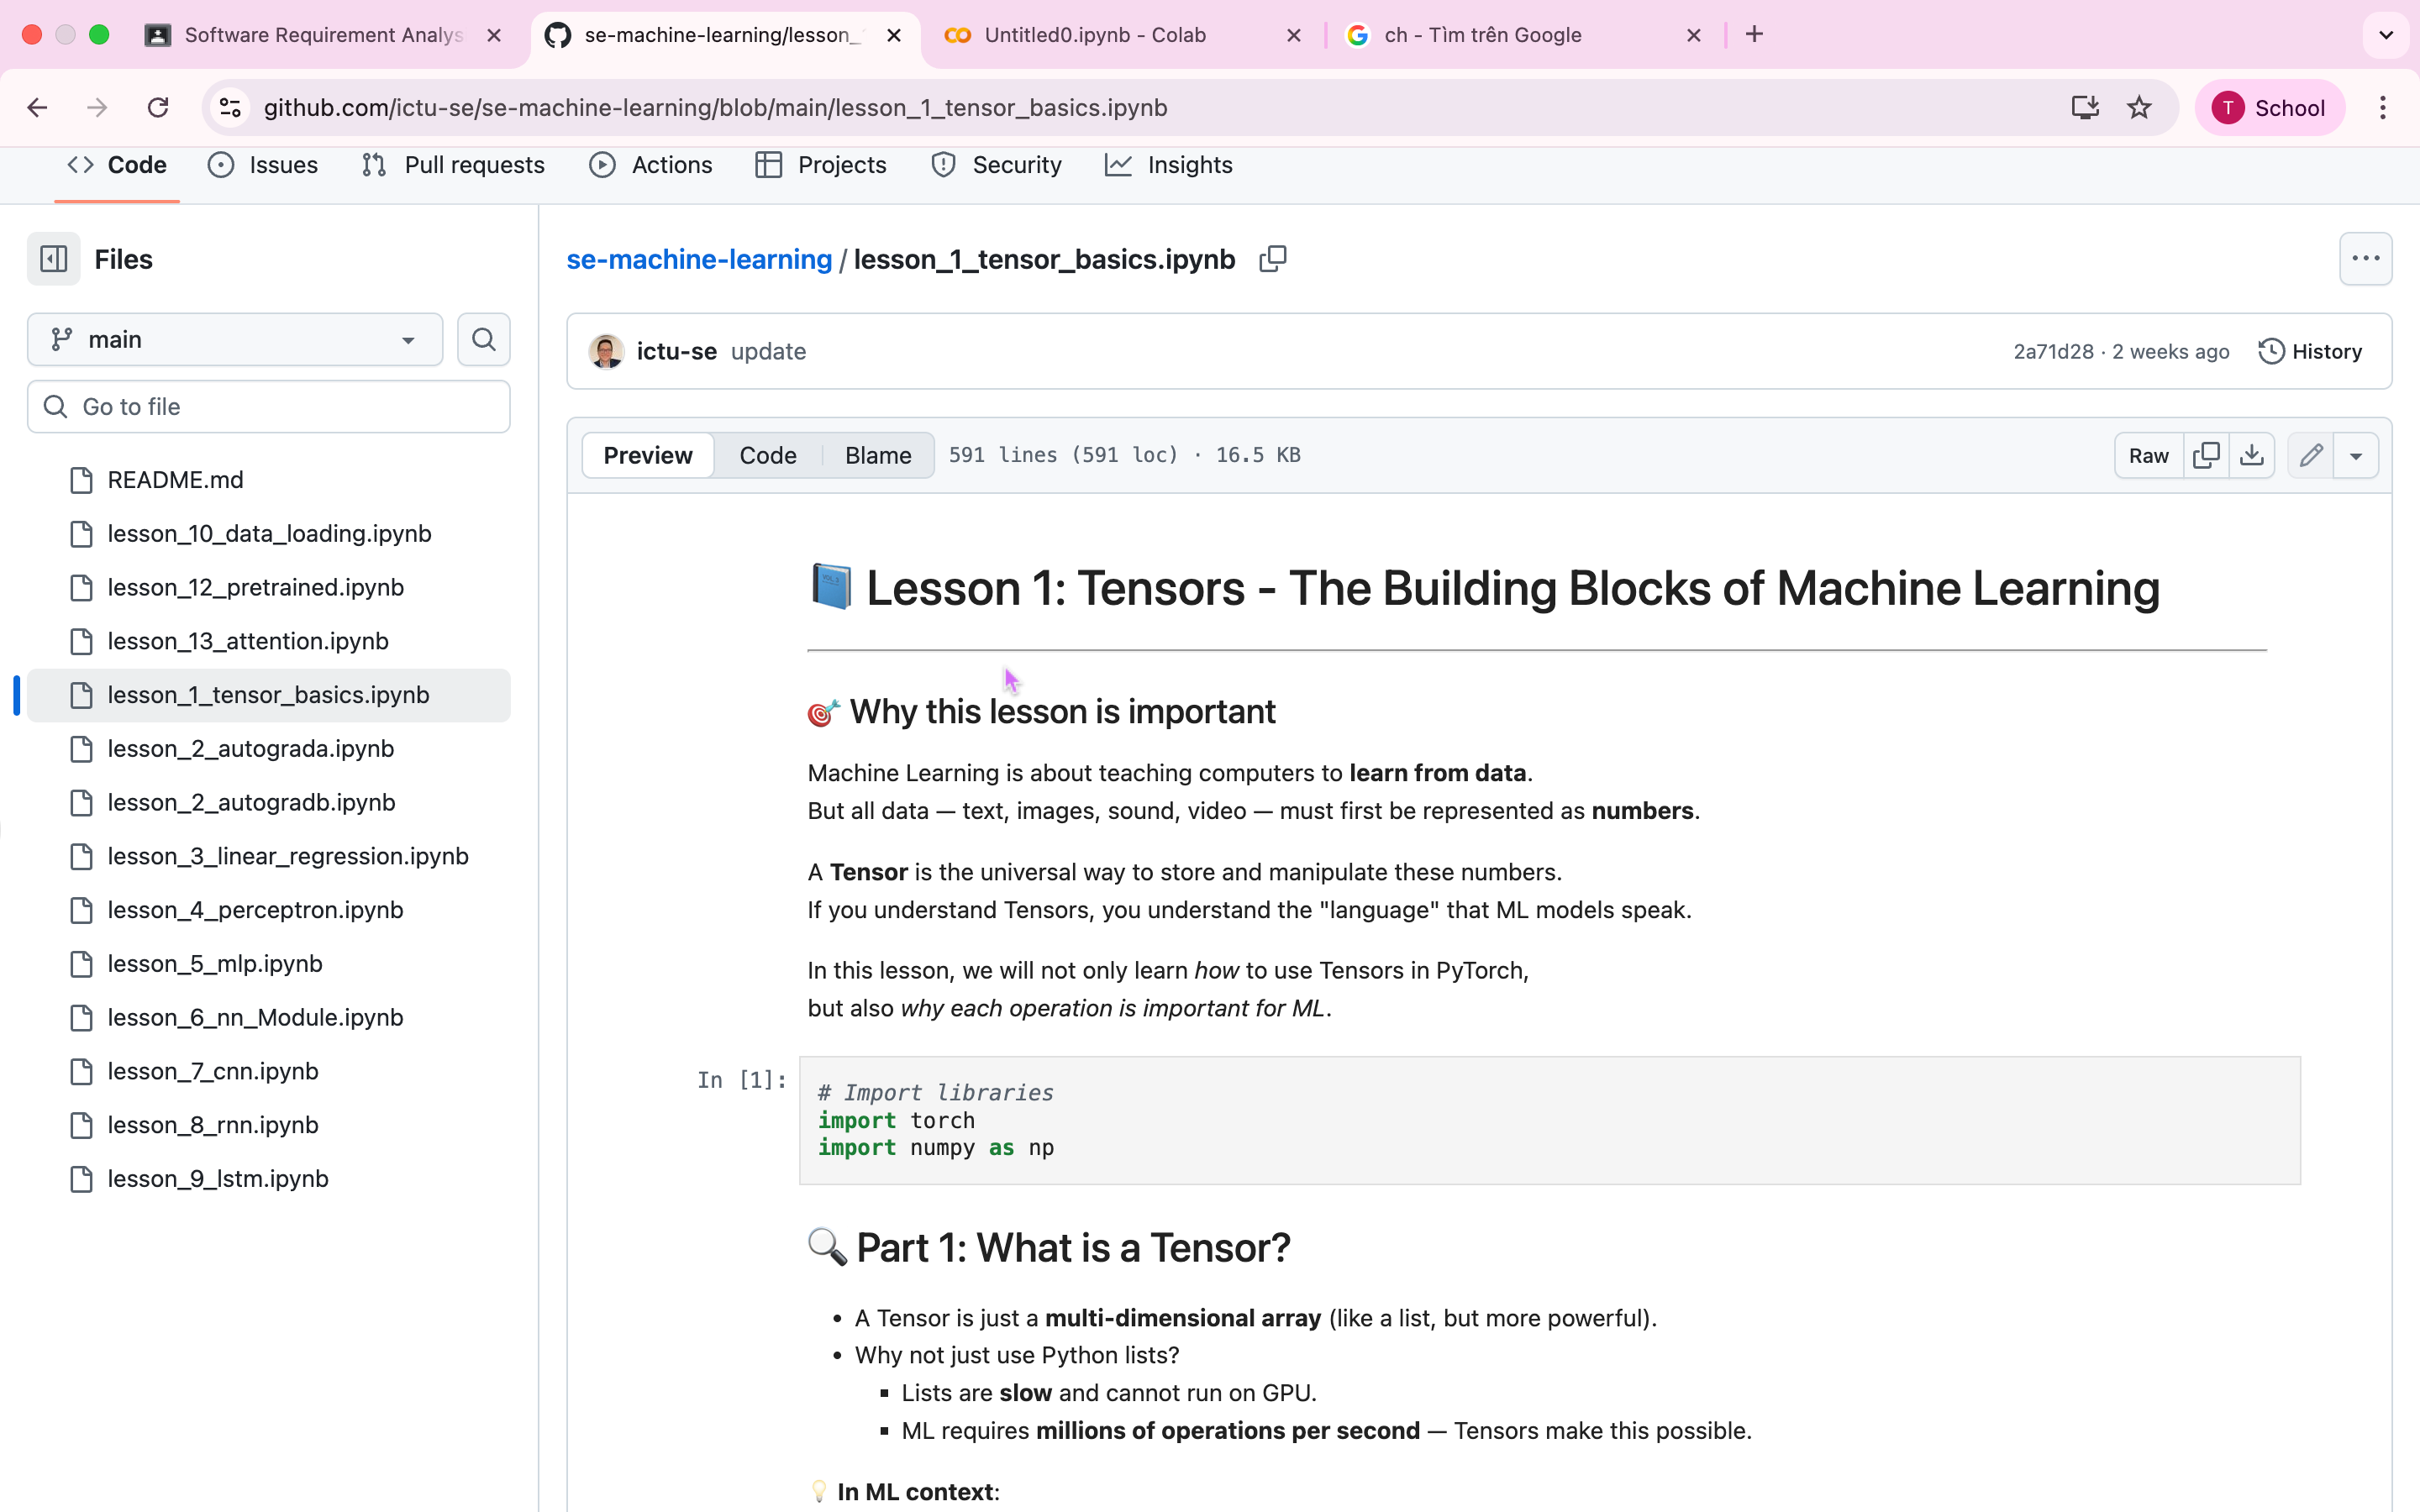 Software Requirement Analys
se-machine-learning/lesson_
Untitled0.ipynb - Colab
ch - Tìm trên Google
github.com/ictu-se/se-machine-learning/blob/main/lesson_1_tensor_basics.ipynb
T School
Code
Issues
Pull requests
Actions
Projects
Security
Insights
Files
main
Go to file
README.md
lesson_10_data_loading.ipynb
lesson_12_pretrained.ipynb
lesson_13_attention.ipynb
lesson_1_tensor_basics.ipynb
lesson_2_autograda.ipynb
lesson_2_autogradb.ipynb
lesson_3_linear_regression.ipynb
lesson_4_perceptron.ipynb
lesson_5_mlp.ipynb
lesson_6_nn_Module.ipynb
lesson_7_cnn.ipynb
lesson_8_rnn.ipynb
lesson_9_lstm.ipynb
se-machine-learning / lesson_1_tensor_basics.ipynb
ictu-se update
2a71d28 · 2 weeks ago
History
Preview
Code
Blame
591 lines (591 loc) · 16.5 KB
Raw
📘 Lesson 1: Tensors - The Building Blocks of Machine Learning
🎯 Why this lesson is important
Machine Learning is about teaching computers to learn from data.
But all data — text, images, sound, video — must first be represented as numbers.
A Tensor is the universal way to store and manipulate these numbers.
If you understand Tensors, you understand the "language" that ML models speak.
In this lesson, we will not only learn how to use Tensors in PyTorch,
but also why each operation is important for ML.
In [1]:
# Import libraries
import torch
import numpy as np
🔍 Part 1: What is a Tensor?
• A Tensor is just a multi-dimensional array (like a list, but more powerful).
• Why not just use Python lists?
▪ Lists are slow and cannot run on GPU.
▪ ML requires millions of operations per second — Tensors make this possible.
💡 In ML context: